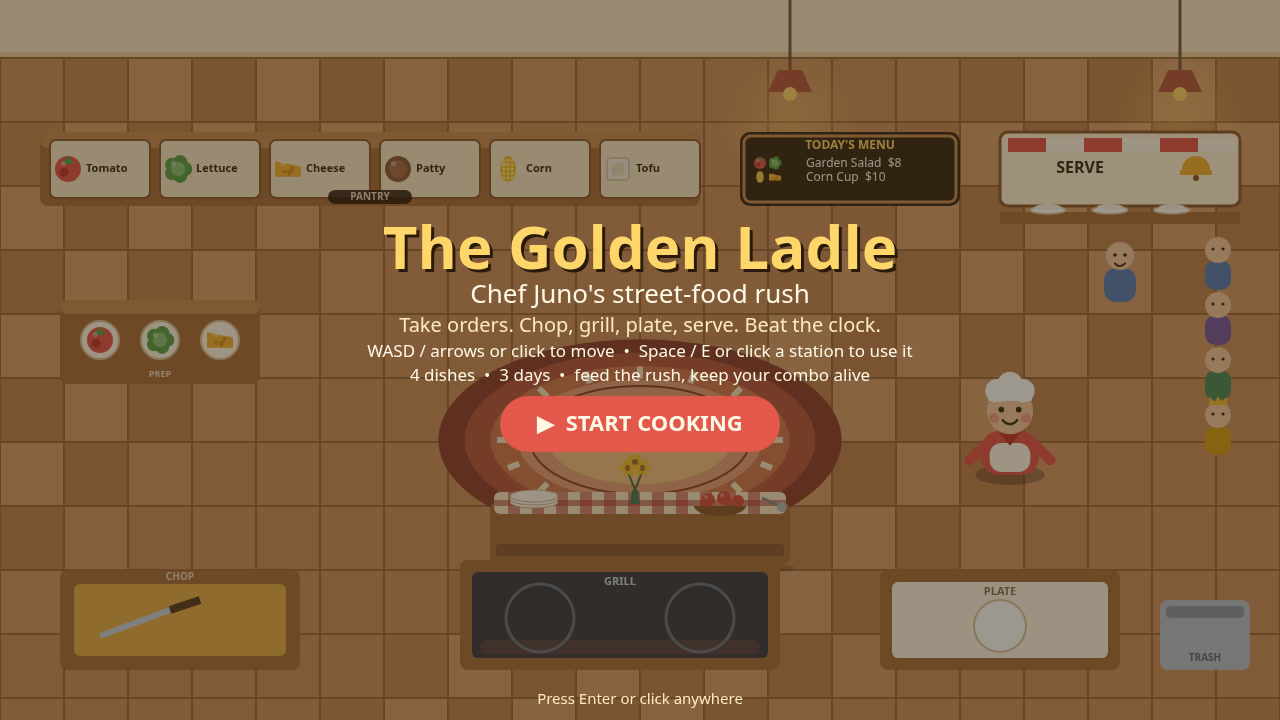 TODAY'S MENU
Garden Salad $8
Corn Cup $10
SERVE
Tomato
Lettuce
Cheese
Patty
Corn
Tofu
PANTRY
The Golden Ladle
Chef Juno's street-food rush
Take orders. Chop, grill, plate, serve. Beat the clock.
WASD / arrows or click to move • Space / E or click a station to use it
4 dishes • 3 days • feed the rush, keep your combo alive
PREP
▶ START COOKING
CHOP
GRILL
PLATE
TRASH
Press Enter or click anywhere